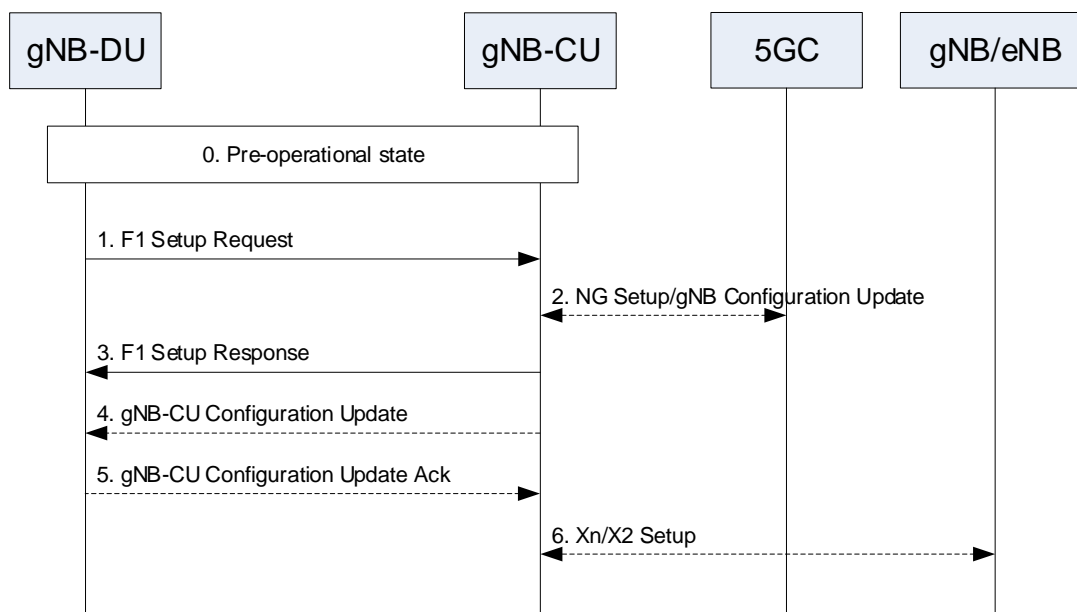 gNB-DU
gNB-CU
5GC
gNB/eNB
0. Pre-operational state
1. F1 Setup Request
2. NG Setup/gNB Configuration Update
3. F1 Setup Response
4. gNB-CU Configuration Update
5. gNB-CU Configuration Update Ack
6. Xn/X2 Setup